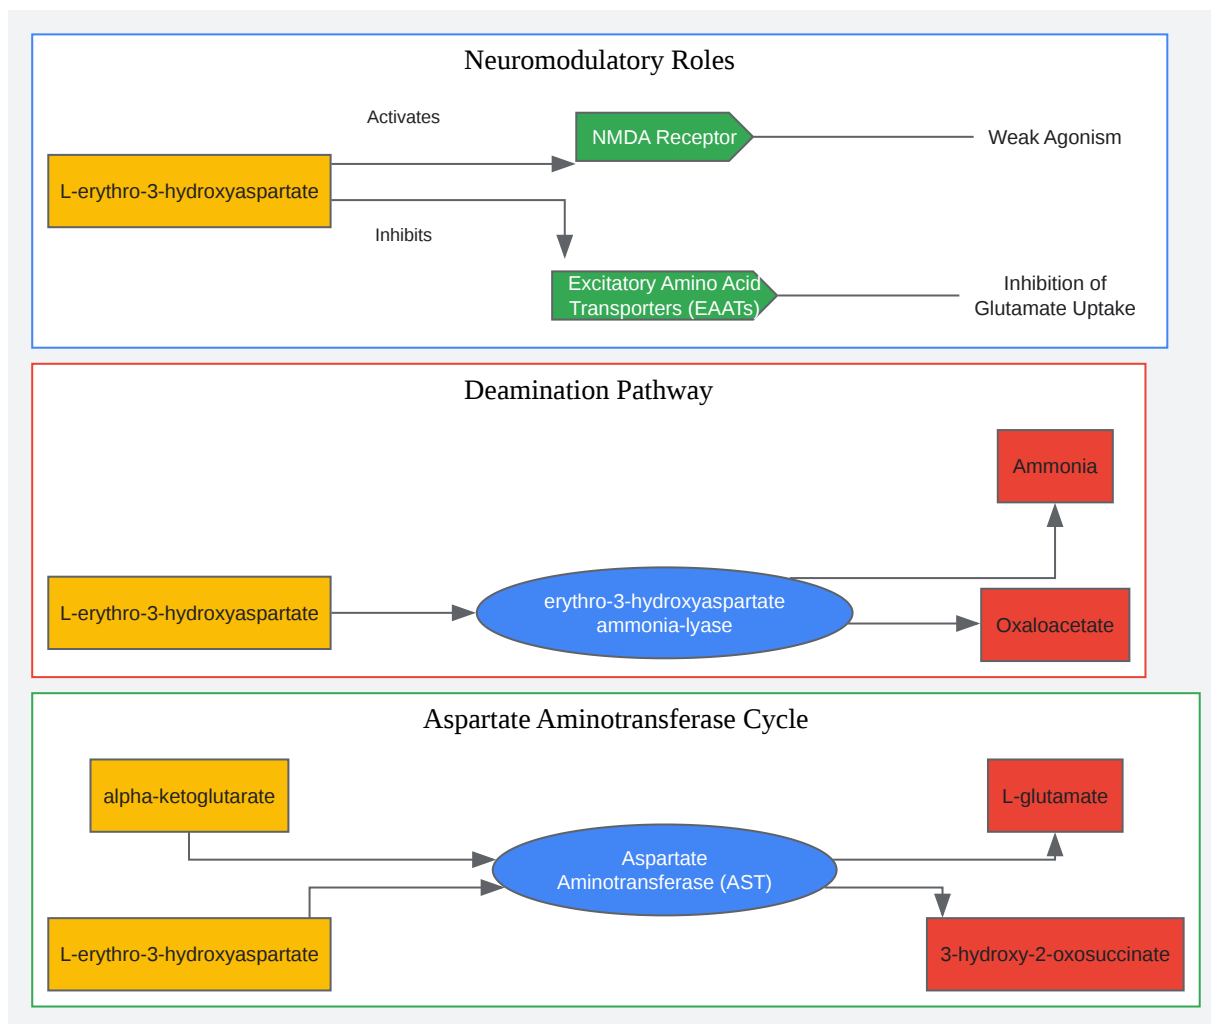 Neuromodulatory Roles
Activates
NMDA Receptor
Weak Agonism
L-erythro-3-hydroxyaspartate
Inhibits
Excitatory Amino Acid
Transporters (EAATs)
Inhibition of
Glutamate Uptake
Deamination Pathway
Ammonia
L-erythro-3-hydroxyaspartate
erythro-3-hydroxyaspartate
ammonia-lyase
Oxaloacetate
Aspartate Aminotransferase Cycle
alpha-ketoglutarate
L-glutamate
Aspartate
Aminotransferase (AST)
L-erythro-3-hydroxyaspartate
3-hydroxy-2-oxosuccinate